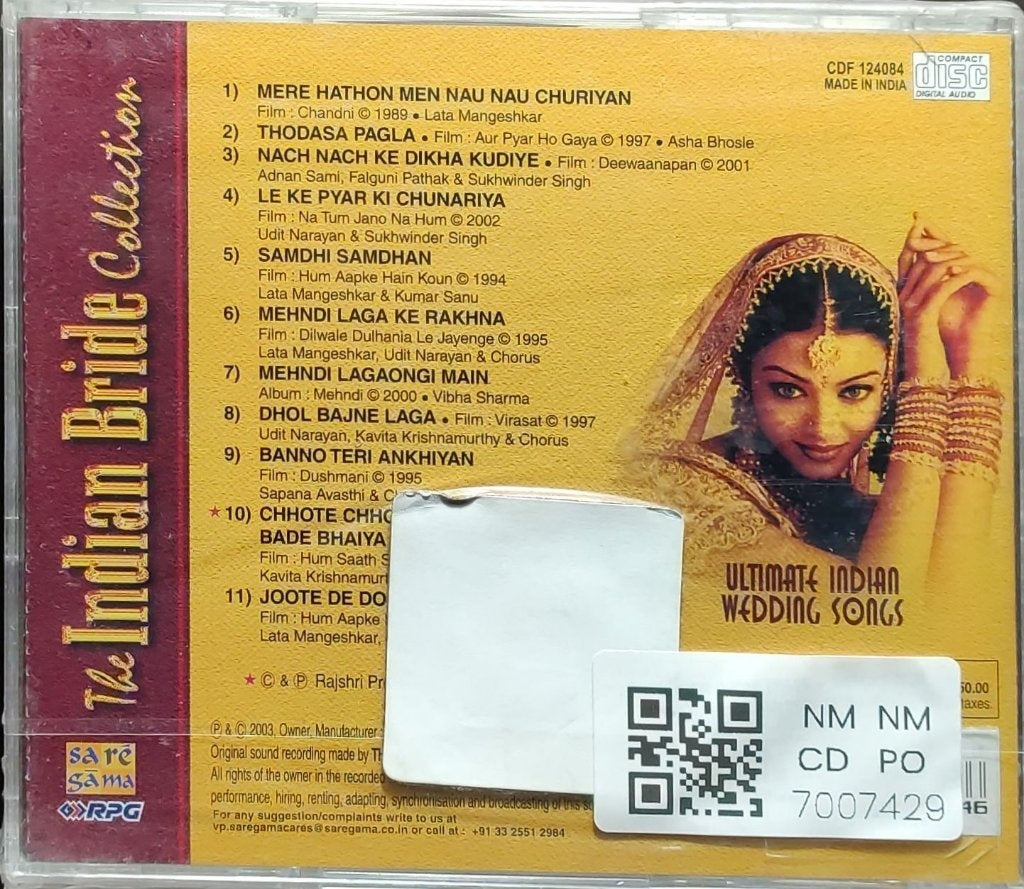 The Indian Bride Collection
sa re
ga ma
RPG
CDF 124084
MADE IN INDIA
COMPACT
disc
DIGITAL AUDIO
1) MERE HATHON MEN NAU NAU CHURIYAN
Film : Chandni © 1989 • Lata Mangeshkar
2) THODASA PAGLA • Film : Aur Pyar Ho Gaya © 1997 • Asha Bhosle
3) NACH NACH KE DIKHA KUDIYE • Film : Deewaanapan © 2001
Adnan Sami, Falguni Pathak & Sukhwinder Singh
4) LE KE PYAR KI CHUNARIYA
Film : Na Tum Jano Na Hum © 2002
Udit Narayan & Sukhwinder Singh
5) SAMDHI SAMDHAN
Film : Hum Aapke Hain Koun © 1994
Lata Mangeshkar & Kumar Sanu
6) MEHNDI LAGA KE RAKHNA
Film : Dilwale Dulhania Le Jayenge © 1995
Lata Mangeshkar, Udit Narayan & Chorus
7) MEHNDI LAGAONGI MAIN
Album : Mehndi © 2000 • Vibha Sharma
8) DHOL BAJNE LAGA • Film : Virasat © 1997
Udit Narayan, Kavita Krishnamurthy & Chorus
9) BANNO TERI ANKHIYAN
Film : Dushmani © 1995
Sapana Avasthi &
★ 10) CHHOTE
BADE BHAIYA
Film : Hum Saath
Kavita
11) JOOTE DE DO
Film : Hum Aapke
Lata Mangeshkar,
★ © & ℗ Rajshri
ULTIMATE INDIAN
WEDDING SONGS
50.00
taxes.
℗ & © 2003, Owner, Manufacturer :
Original sound recording made by
All rights of the owner in the recorded
performance, hiring, renting, adapting, synchronisation and broadcasting of this
For any suggestion/complaints write to us at
vp.saregamacares@saregama.co.in or call at : +91 33 2551 2984
NM NM
CD PO
7007429
46